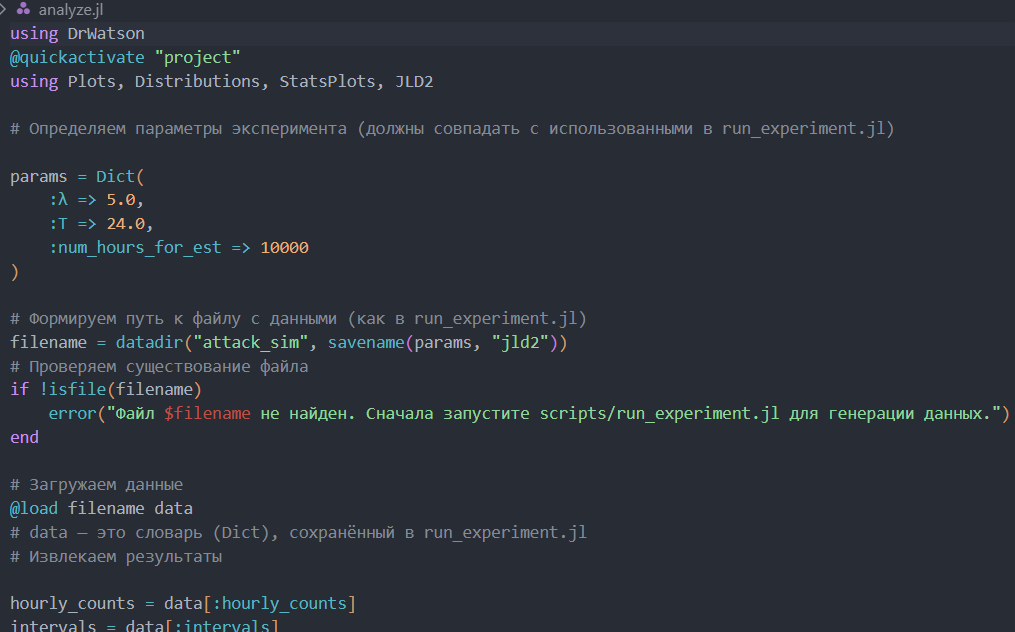 analyze.jl
using DrWatson
@quickactivate "project"
using Plots, Distributions, StatsPlots, JLD2
# Определяем параметры эксперимента (должны совпадать с использованными в run_experiment.jl)
params = Dict(
    :λ => 5.0,
    :T => 24.0,
    :num_hours_for_est => 10000
)
# Формируем путь к файлу с данными (как в run_experiment.jl)
filename = datadir("attack_sim", savename(params, "jld2"))
# Проверяем существование файла
if !isfile(filename)
    error("Файл $filename не найден. Сначала запустите scripts/run_experiment.jl для генерации данных.")
end
# Загружаем данные
@load filename data
# data — это словарь (Dict), сохранённый в run_experiment.jl
# Извлекаем результаты
hourly_counts = data[:hourly_counts]
intervals = data[:intervals]